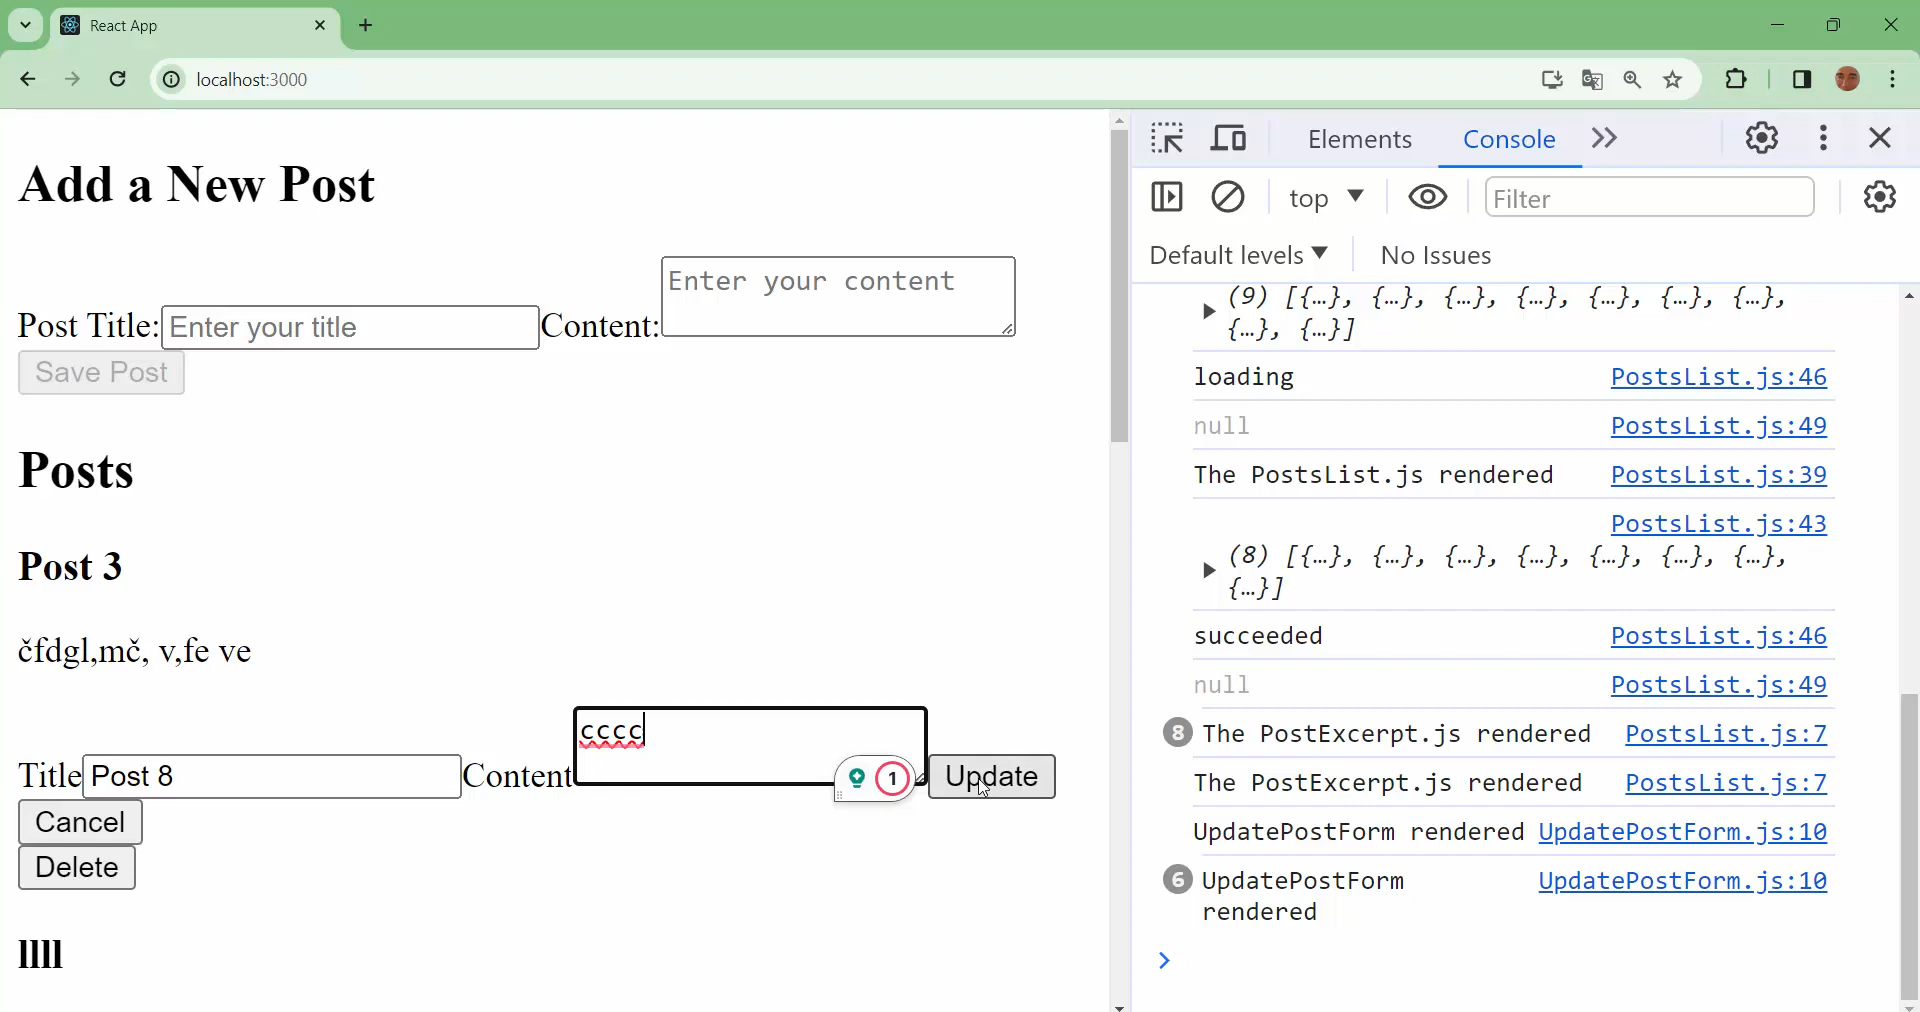 React App
localhost:3000
Add a New Post
Enter your content
Post Title:
Enter your title
Content:
Save Post
Posts
Post 3
čfdgl,mč, v,fe ve
cccc
Title
Post 8
Content
1
Update
Cancel
Delete
llll
Elements
Console
top
Filter
Default levels
No Issues
(9) [{…}, {…}, {…}, {…}, {…}, {…}, {…},
{…}, {…}]
loading PostsList.js:46
null PostsList.js:49
The PostsList.js rendered PostsList.js:39
PostsList.js:43
(8) [{…}, {…}, {…}, {…}, {…}, {…}, {…},
{…}]
succeeded PostsList.js:46
null PostsList.js:49
8 The PostExcerpt.js rendered PostsList.js:7
The PostExcerpt.js rendered PostsList.js:7
UpdatePostForm rendered UpdatePostForm.js:10
6 UpdatePostForm UpdatePostForm.js:10
rendered